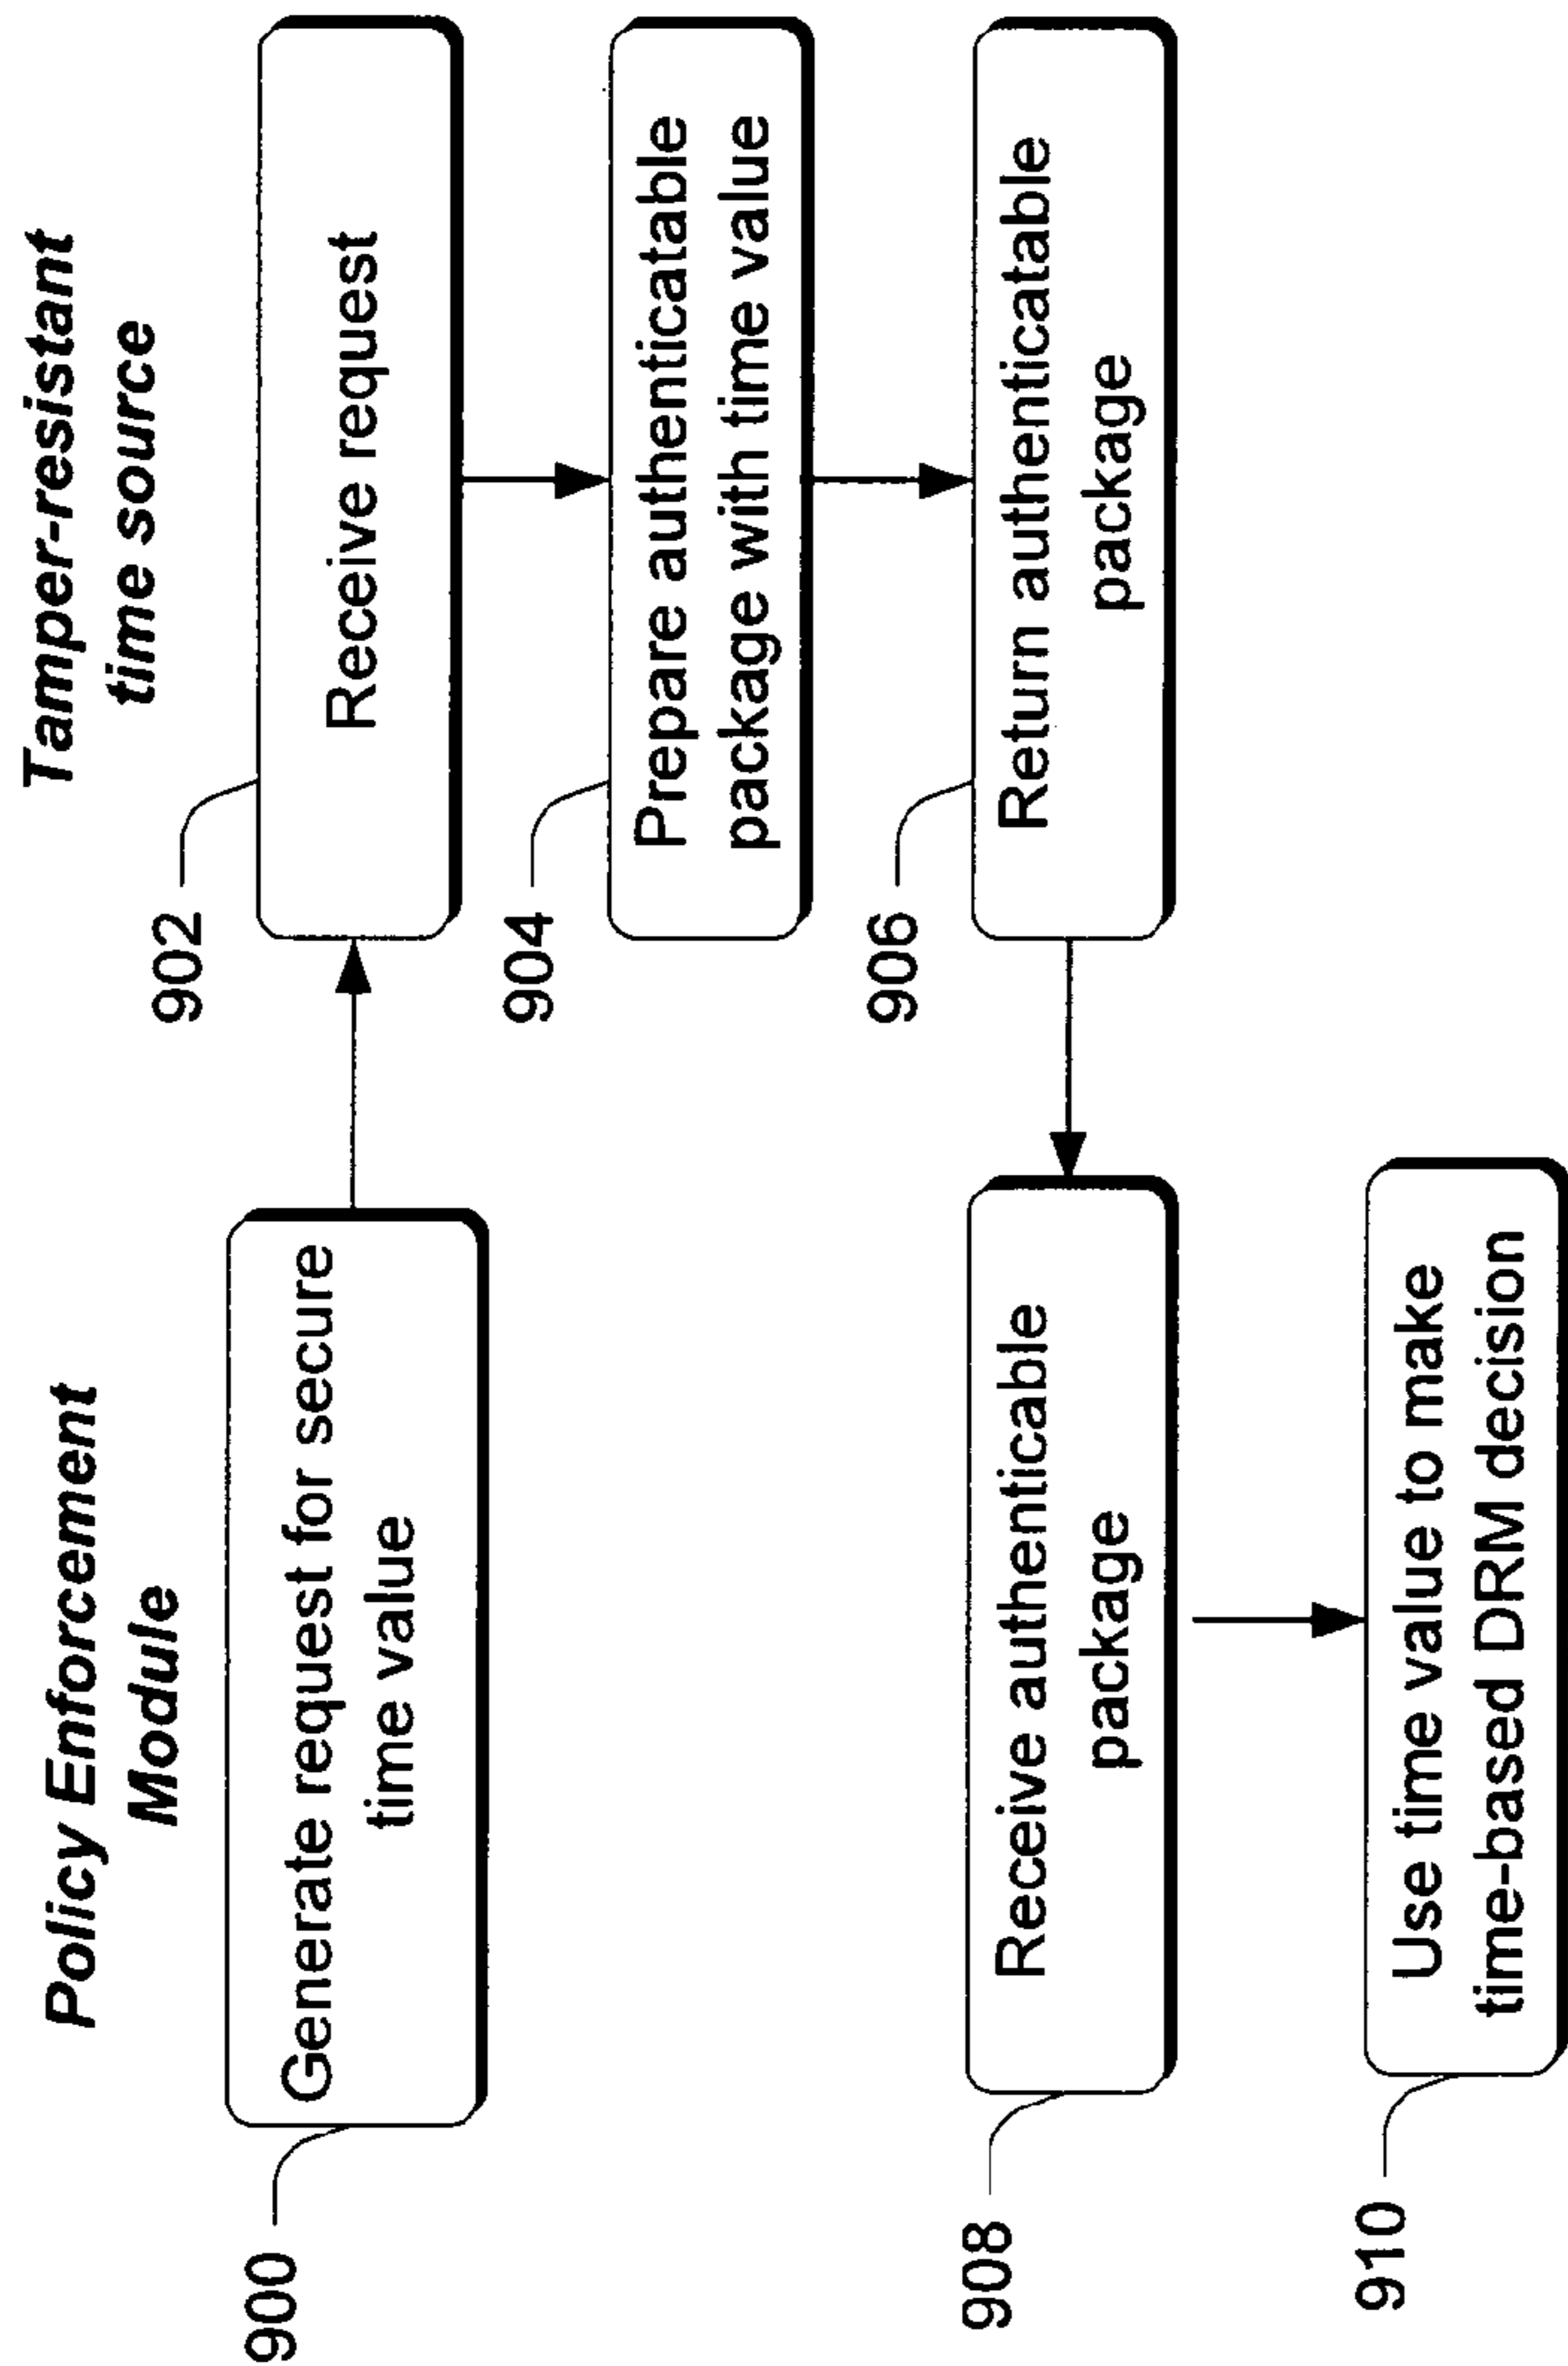 Policy Enforcement
Module
Tamper-resistant
time source
900
Generate request for secure
time value
902
Receive request
904
Prepare authenticatable
package with time value
906
Return authenticatable
package
908
Receive authenticable
package
910
Use time value to make
time-based DRM decision